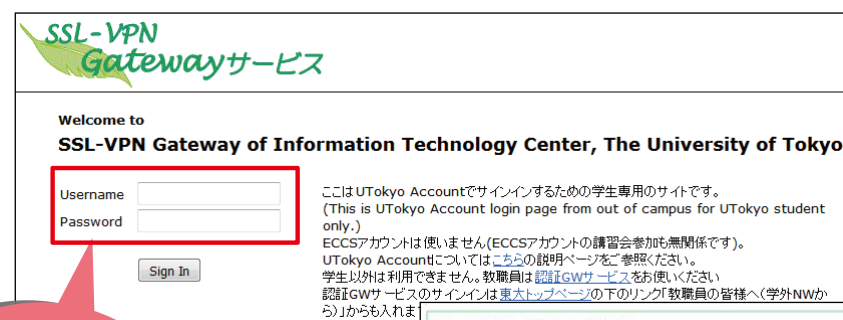 SSL-VPN
Gatewayサービス
Welcome to
SSL-VPN Gateway of Information Technology Center, The University of Tokyo
Username
Password
Sign In
ここはUTokyo Accountでサインインするための学生専用のサイトです。
(This is UTokyo Account login page from out of campus for UTokyo student
only.)
ECCSアカウントは使いません(ECCSアカウントの講習会参加も無関係です)。
UTokyo Accountについてはこちらの説明ページをご参照ください。
学生以外は利用できません。教職員は認証GWサービスをお使いください
認証GWサービスのサインインは東大トップページの下のリンク「教職員の皆様へ(学外NWか
ら)」からも入れま